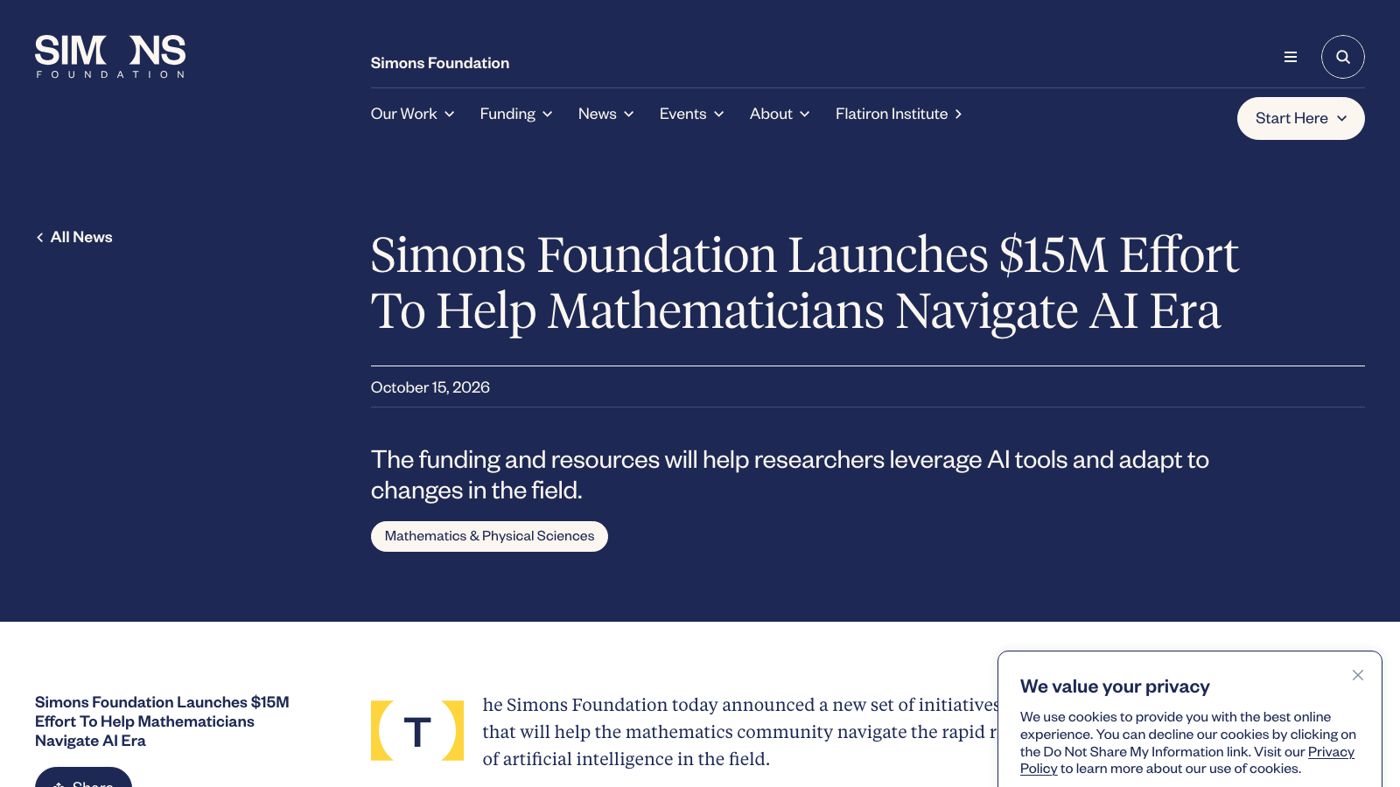 SIMONS
FOUNDATION
Simons Foundation
Our Work
Funding
News
Events
About
Flatiron Institute
Start Here
All News
Simons Foundation Launches $15M Effort
To Help Mathematicians Navigate AI Era
October 15, 2026
The funding and resources will help researchers leverage AI tools and adapt to
changes in the field.
Mathematics & Physical Sciences
Simons Foundation Launches $15M
Effort To Help Mathematicians
Navigate AI Era
Share
The Simons Foundation today announced a new set of initiatives
that will help the mathematics community navigate the rapid r
of artificial intelligence in the field.
We value your privacy
We use cookies to provide you with the best online
experience. You can decline our cookies by clicking on
the Do Not Share My Information link. Visit our Privacy
Policy to learn more about our use of cookies.